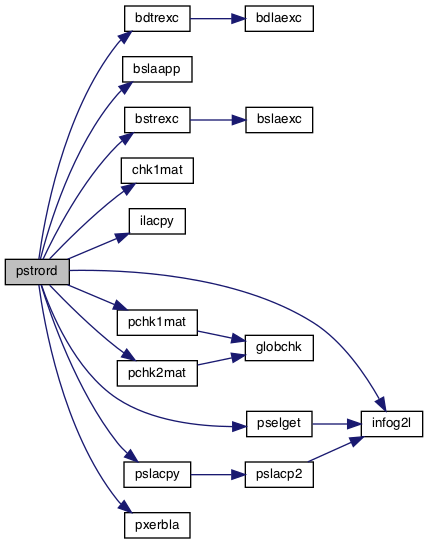 bdtrexc
bdlaexc
bslaapp
bstrexc
bslaexc
chk1mat
ilacpy
pstrord
pchk1mat
globchk
pchk2mat
pselget
infog2l
pslacpy
pslacp2
pxerbla